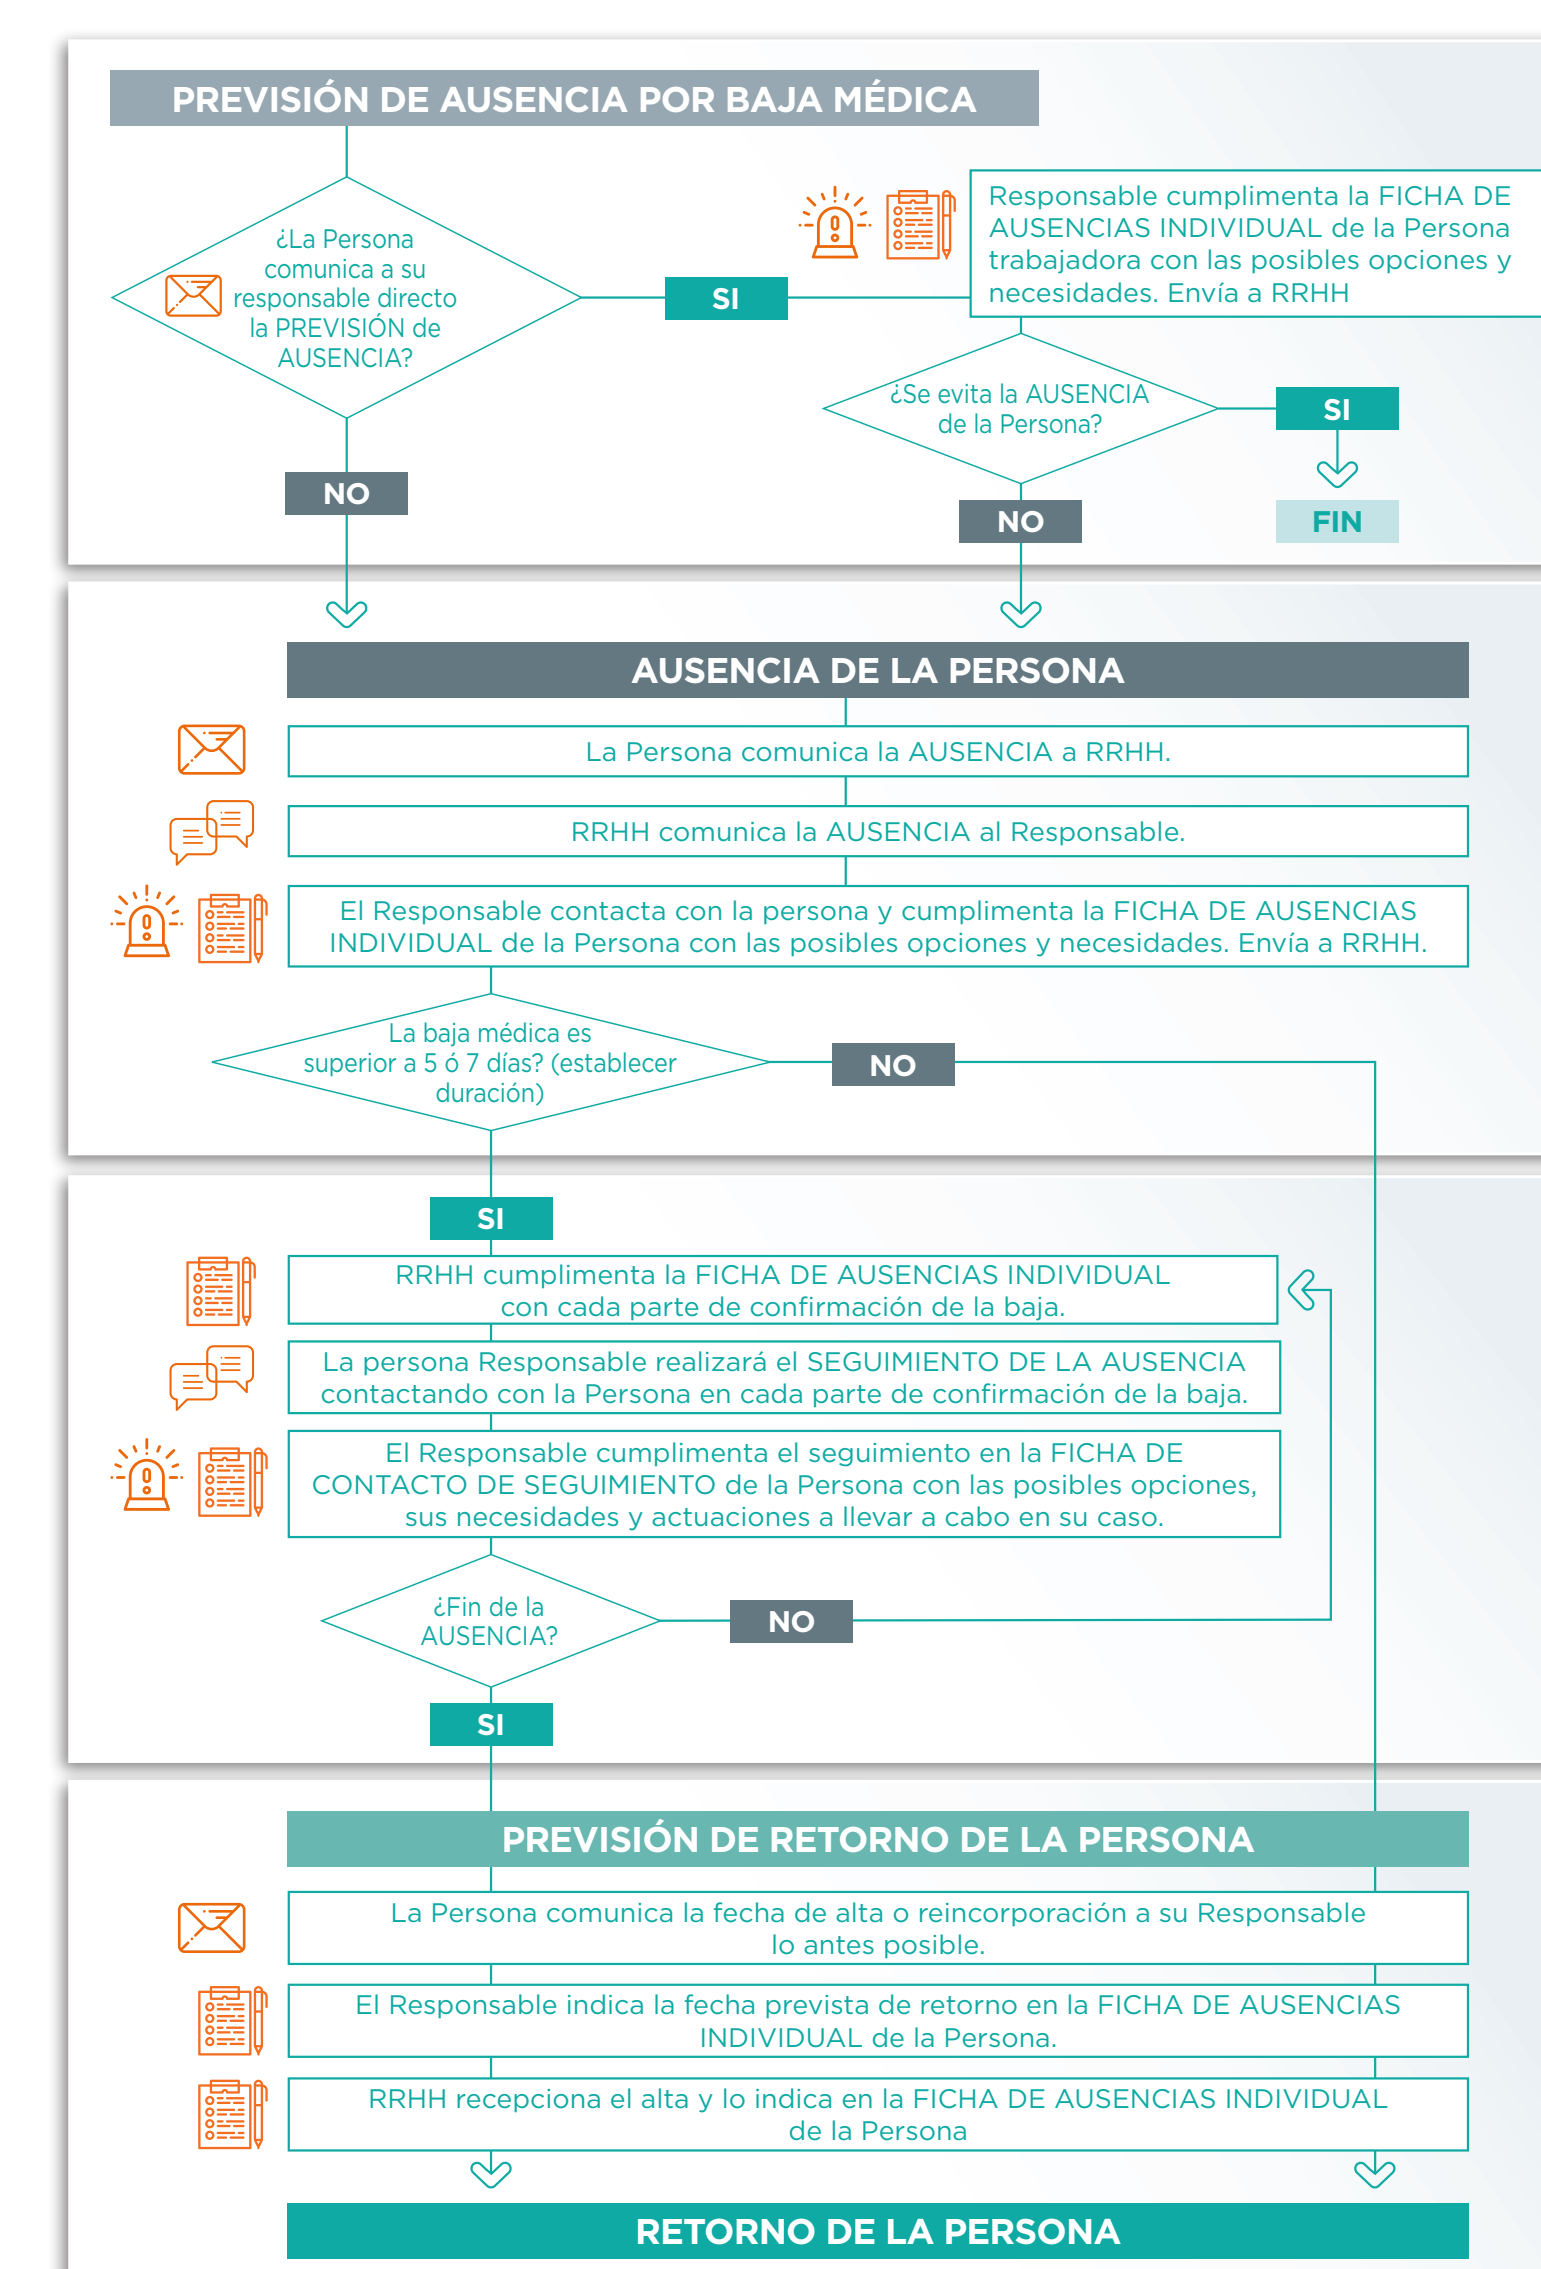 PREVISIÓN DE AUSENCIA POR BAJA MÉDICA
¿La Persona
comunica a su
responsable directo
la PREVISIÓN de
AUSENCIA?
SI
Responsable cumplimenta la FICHA DE
AUSENCIAS INDIVIDUAL de la Persona
trabajadora con las posibles opciones y
necesidades. Envía a RRHH
¿Se evita la AUSENCIA
de la Persona?
SI
FIN
NO
NO
AUSENCIA DE LA PERSONA
La Persona comunica la AUSENCIA a RRHH.
RRHH comunica la AUSENCIA al Responsable.
El Responsable contacta con la persona y cumplimenta la FICHA DE AUSENCIAS
INDIVIDUAL de la Persona con las posibles opciones y necesidades. Envía a RRHH.
La baja médica es
superior a 5 ó 7 días? (establecer
duración)
NO
SI
RRHH cumplimenta la FICHA DE AUSENCIAS INDIVIDUAL
con cada parte de confirmación de la baja.
La persona Responsable realizará el SEGUIMIENTO DE LA AUSENCIA
contactando con la Persona en cada parte de confirmación de la baja.
El Responsable cumplimenta el seguimiento en la FICHA DE
CONTACTO DE SEGUIMIENTO de la Persona con las posibles opciones,
sus necesidades y actuaciones a llevar a cabo en su caso.
¿Fin de la
AUSENCIA?
NO
SI
PREVISIÓN DE RETORNO DE LA PERSONA
La Persona comunica la fecha de alta o reincorporación a su Responsable
lo antes posible.
El Responsable indica la fecha prevista de retorno en la FICHA DE AUSENCIAS
INDIVIDUAL de la Persona.
RRHH recepciona el alta y lo indica en la FICHA DE AUSENCIAS INDIVIDUAL
de la Persona
RETORNO DE LA PERSONA